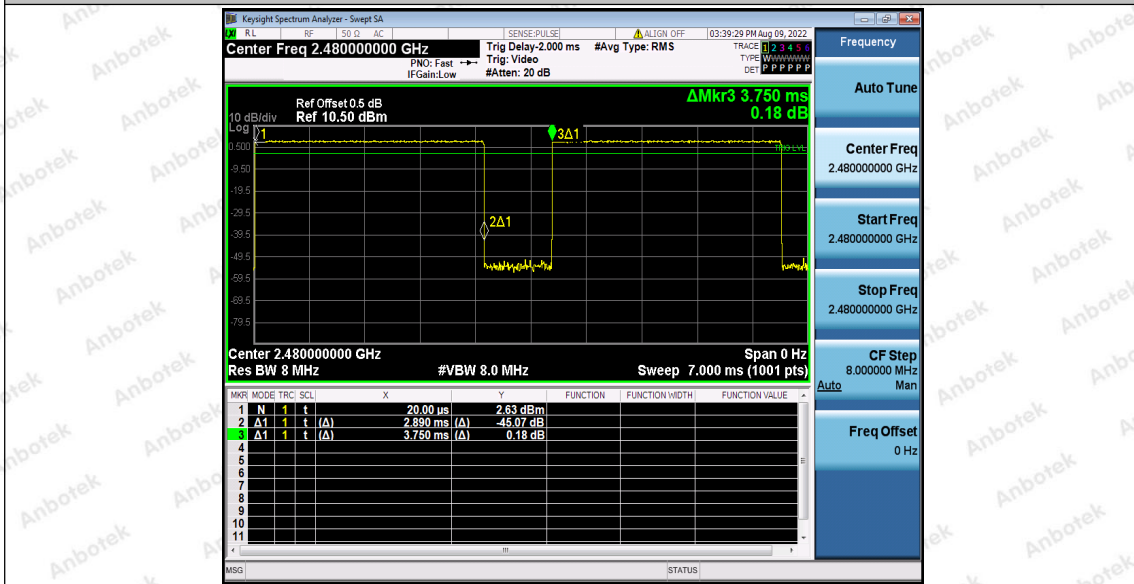 Keysight Spectrum Analyzer - Swept SA
LXI RL RF 50 Ω AC SENSE:PULSE ALIGN OFF 03:39:29 PM Aug 09, 2022
Center Freq 2.480000000 GHz
Trig Delay-2.000 ms #Avg Type: RMS
PNO: Fast Trig: Video
IFGain:Low #Atten: 20 dB
TRACE 1 2 3 4 5 6
TYPE WWWWWW
DET P P P P P P
ΔMkr3 3.750 ms
0.18 dB
Ref Offset 0.5 dB
10 dB/div Ref 10.50 dBm
Log
1
3Δ1
2Δ1
TRIG LVL
0.500
-9.50
-19.5
-29.5
-39.5
-49.5
-59.5
-69.5
-79.5
Center 2.480000000 GHz Span 0 Hz
Res BW 8 MHz #VBW 8.0 MHz Sweep 7.000 ms (1001 pts)
MKR MODE TRC SCL X Y FUNCTION FUNCTION WIDTH FUNCTION VALUE
1 N 1 t 20.00 µs 2.63 dBm
2 Δ1 1 t (Δ) 2.890 ms (Δ) -45.07 dB
3 Δ1 1 t (Δ) 3.750 ms (Δ) 0.18 dB
4
5
6
7
8
9
10
11
MSG STATUS
Frequency
Auto Tune
Center Freq
2.480000000 GHz
Start Freq
2.480000000 GHz
Stop Freq
2.480000000 GHz
CF Step
8.000000 MHz
Auto Man
Freq Offset
0 Hz
Anbotek